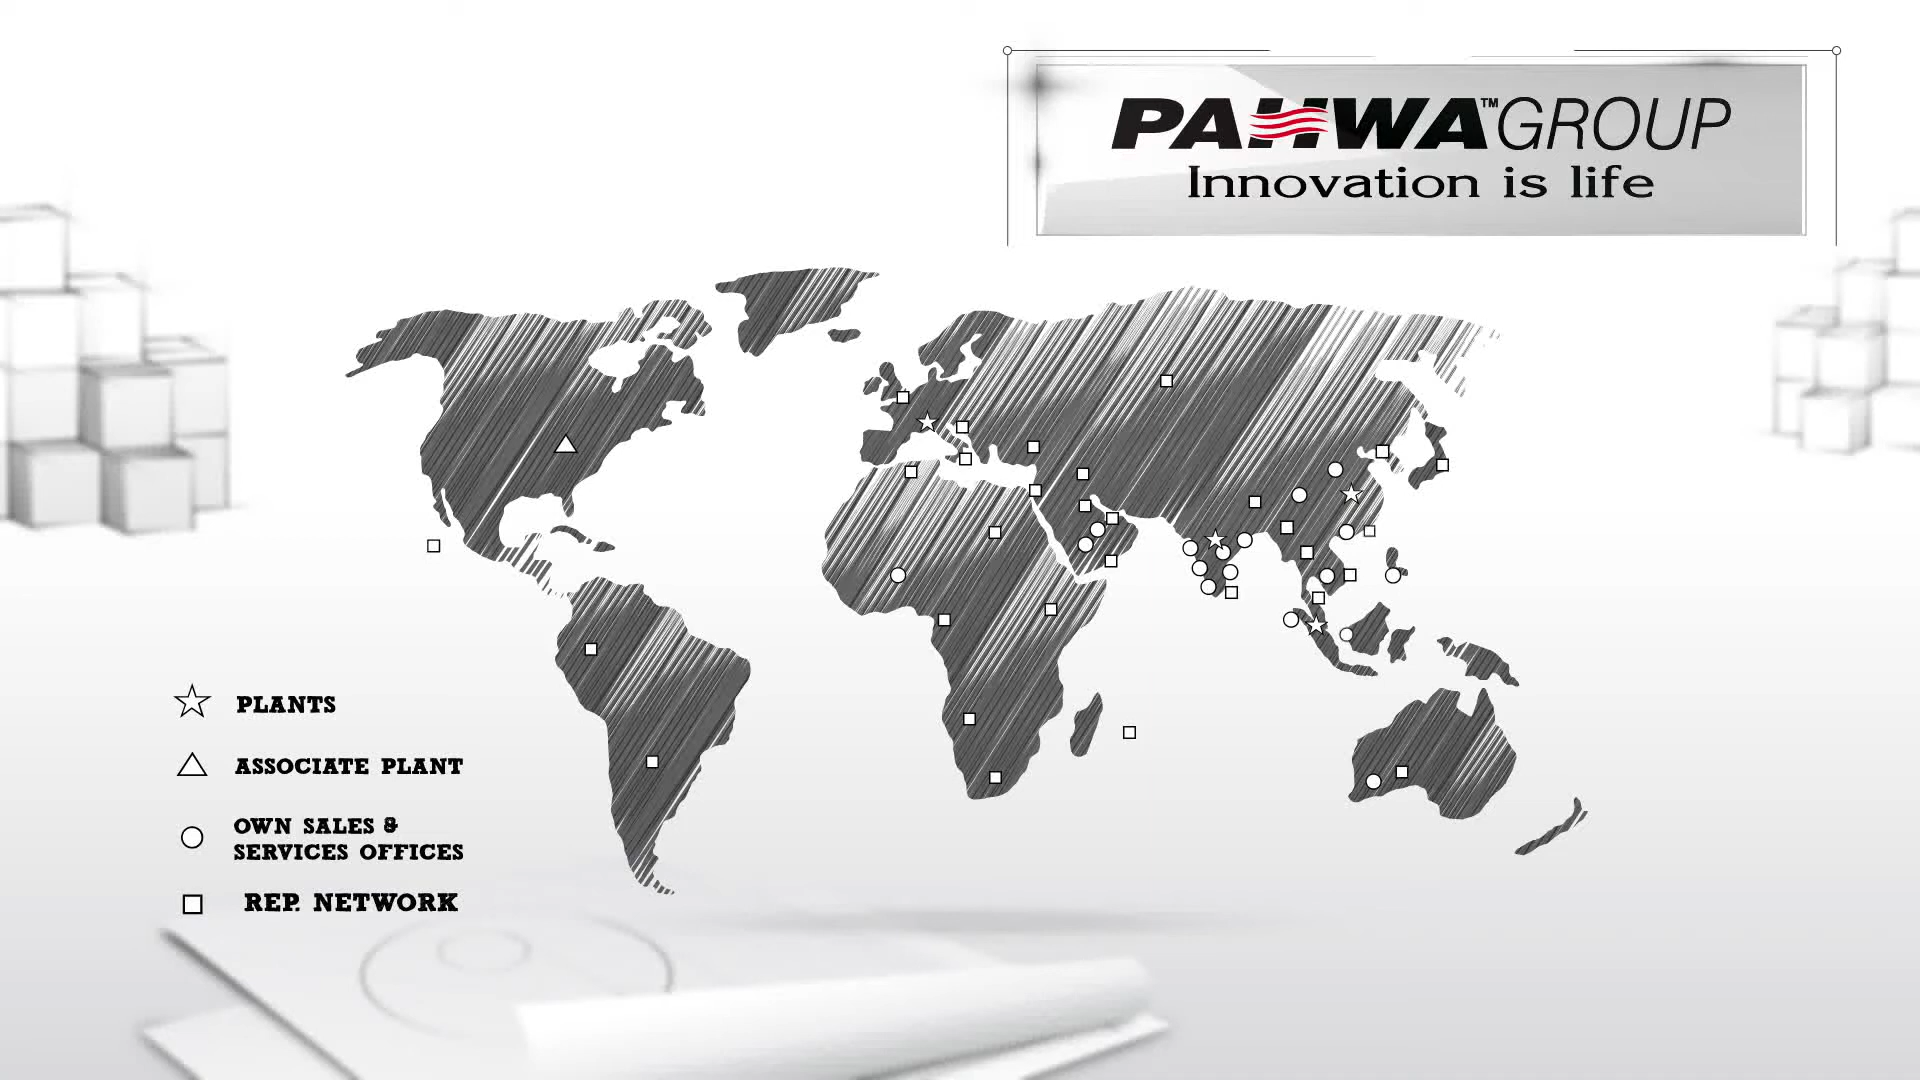 PAHWA™GROUP
Innovation is life
PLANTS
ASSOCIATE PLANT
OWN SALES &
SERVICES OFFICES
REP. NETWORK